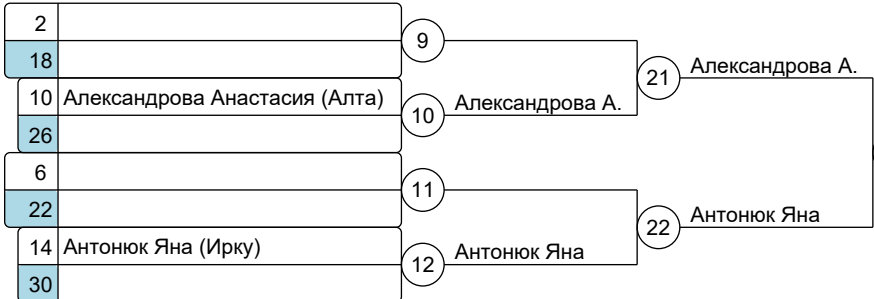 2
9
18
21 Александрова А.
10 Александрова Анастасия (Алта)
10 Александрова А.
26
6
11
22
22 Антонюк Яна
14 Антонюк Яна (Ирку)
12 Антонюк Яна
30